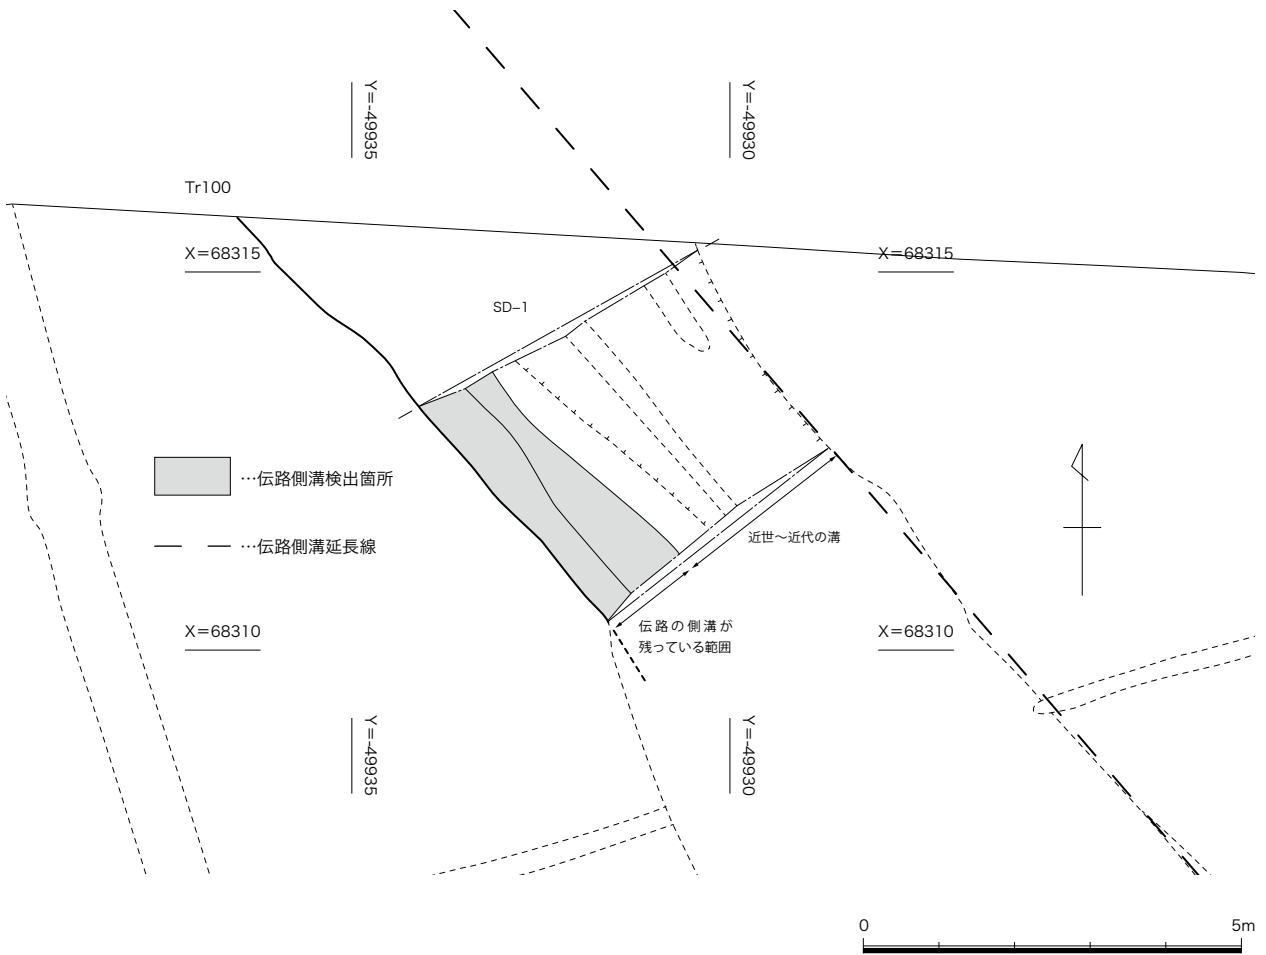 Y=-49935
Y=-49930
Tr100
X=68315
X=68315
SD-1
…伝路側溝検出箇所
近世～近代の溝
…伝路側溝延長線
伝路の側溝が
残っている範囲
X=68310
X=68310
Y=-49935
Y=-49930
0
5m